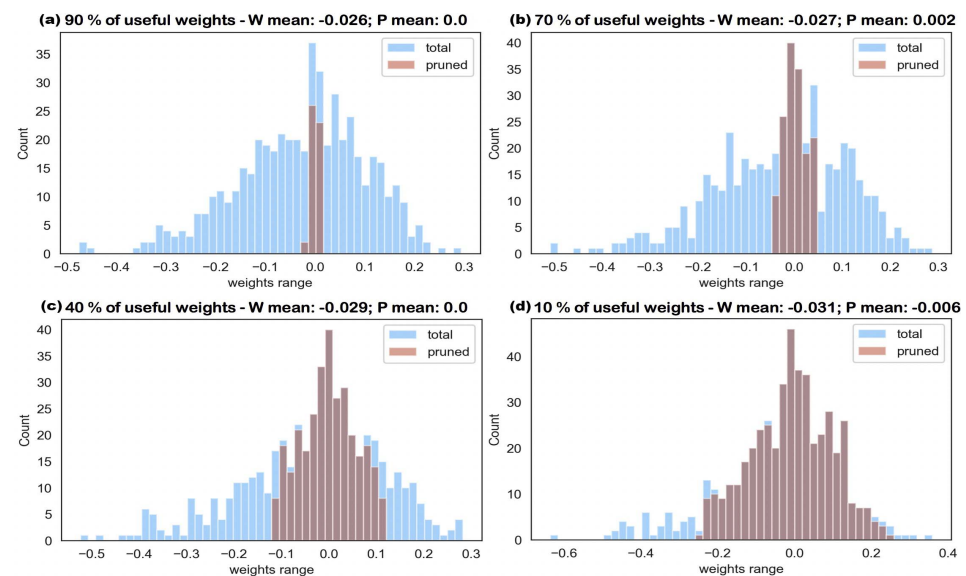 (a) 90 % of useful weights - W mean: -0.026; P mean: 0.0
total
pruned
Count
35
30
25
20
15
10
5
0
−0.5 −0.4 −0.3 −0.2 −0.1 0.0 0.1 0.2 0.3
weights range
(b) 70 % of useful weights - W mean: -0.027; P mean: 0.002
total
pruned
Count
40
35
30
25
20
15
10
5
0
−0.5 −0.4 −0.3 −0.2 −0.1 0.0 0.1 0.2 0.3
weights range
(c) 40 % of useful weights - W mean: -0.029; P mean: 0.0
total
pruned
Count
40
35
30
25
20
15
10
5
0
−0.5 −0.4 −0.3 −0.2 −0.1 0.0 0.1 0.2 0.3
weights range
(d) 10 % of useful weights - W mean: -0.031; P mean: -0.006
total
pruned
Count
40
30
20
10
0
−0.6 −0.4 −0.2 0.0 0.2 0.4
weights range